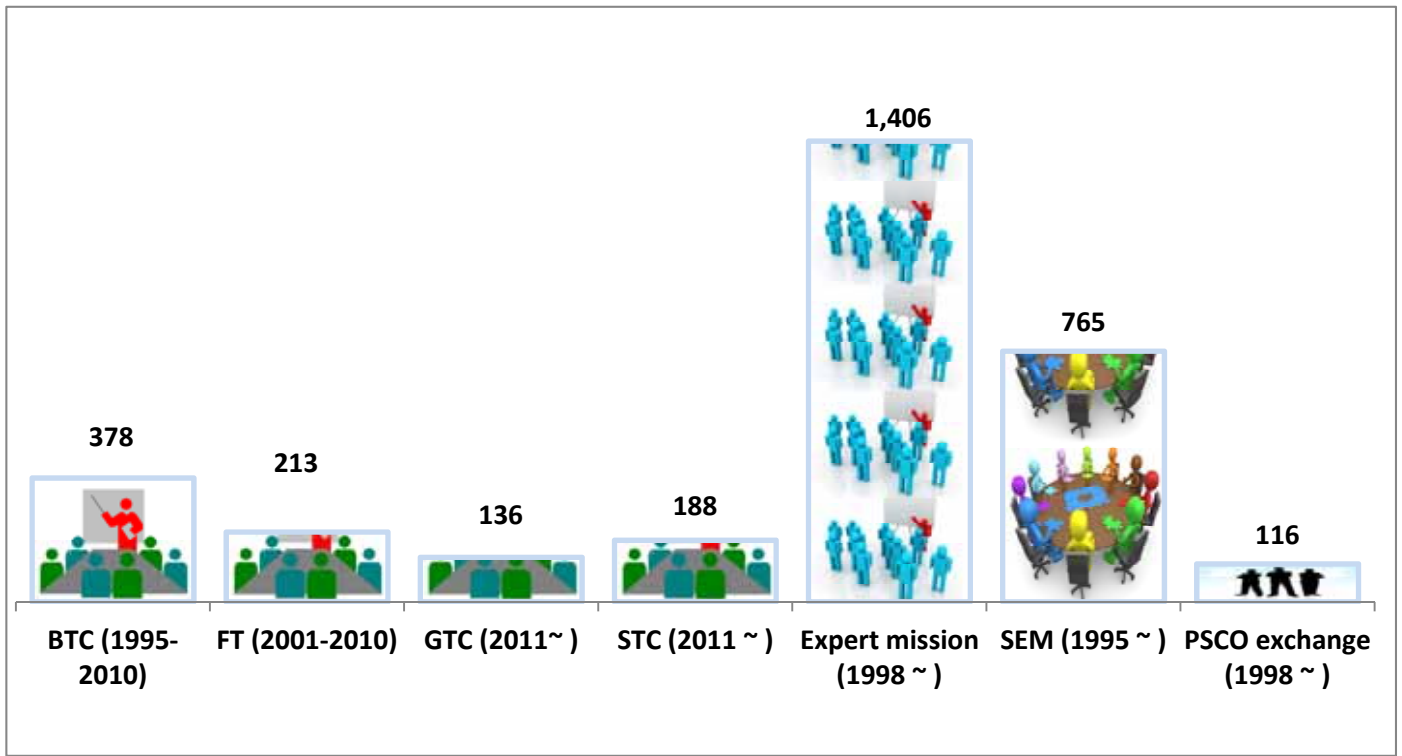 1,406
765
378
213
136
188
116
BTC (1995-
2010)
FT (2001-2010)
GTC (2011~ )
STC (2011 ~ )
Expert mission
(1998 ~ )
SEM (1995 ~ )
PSCO exchange
(1998 ~ )